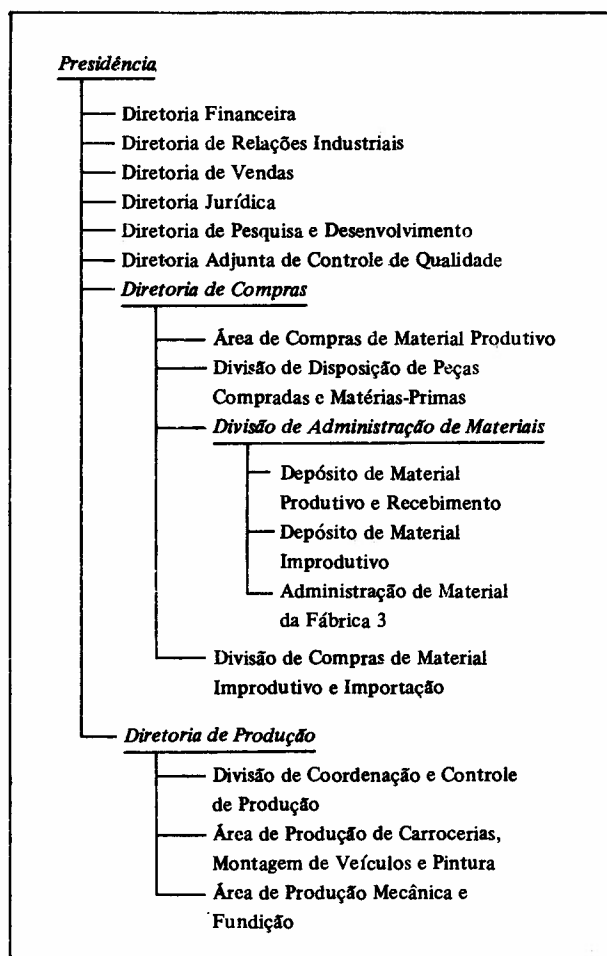 Presidência
Diretoria Financeira
Diretoria de Relações Industriais
Diretoria de Vendas
Diretoria Jurídica
Diretoria de Pesquisa e Desenvolvimento
Diretoria Adjunta de Controle de Qualidade
Diretoria de Compras
Área de Compras de Material Produtivo
Divisão de Disposição de Peças
Compradas e Matérias-Primas
Divisão de Administração de Materiais
Depósito de Material
Produtivo e Recebimento
Depósito de Material
Improdutivo
Administração de Material
da Fábrica 3
Divisão de Compras de Material
Improdutivo e Importação
Diretoria de Produção
Divisão de Coordenação e Controle
de Produção
Área de Produção de Carrocerias,
Montagem de Veículos e Pintura
Área de Produção Mecânica e
Fundição